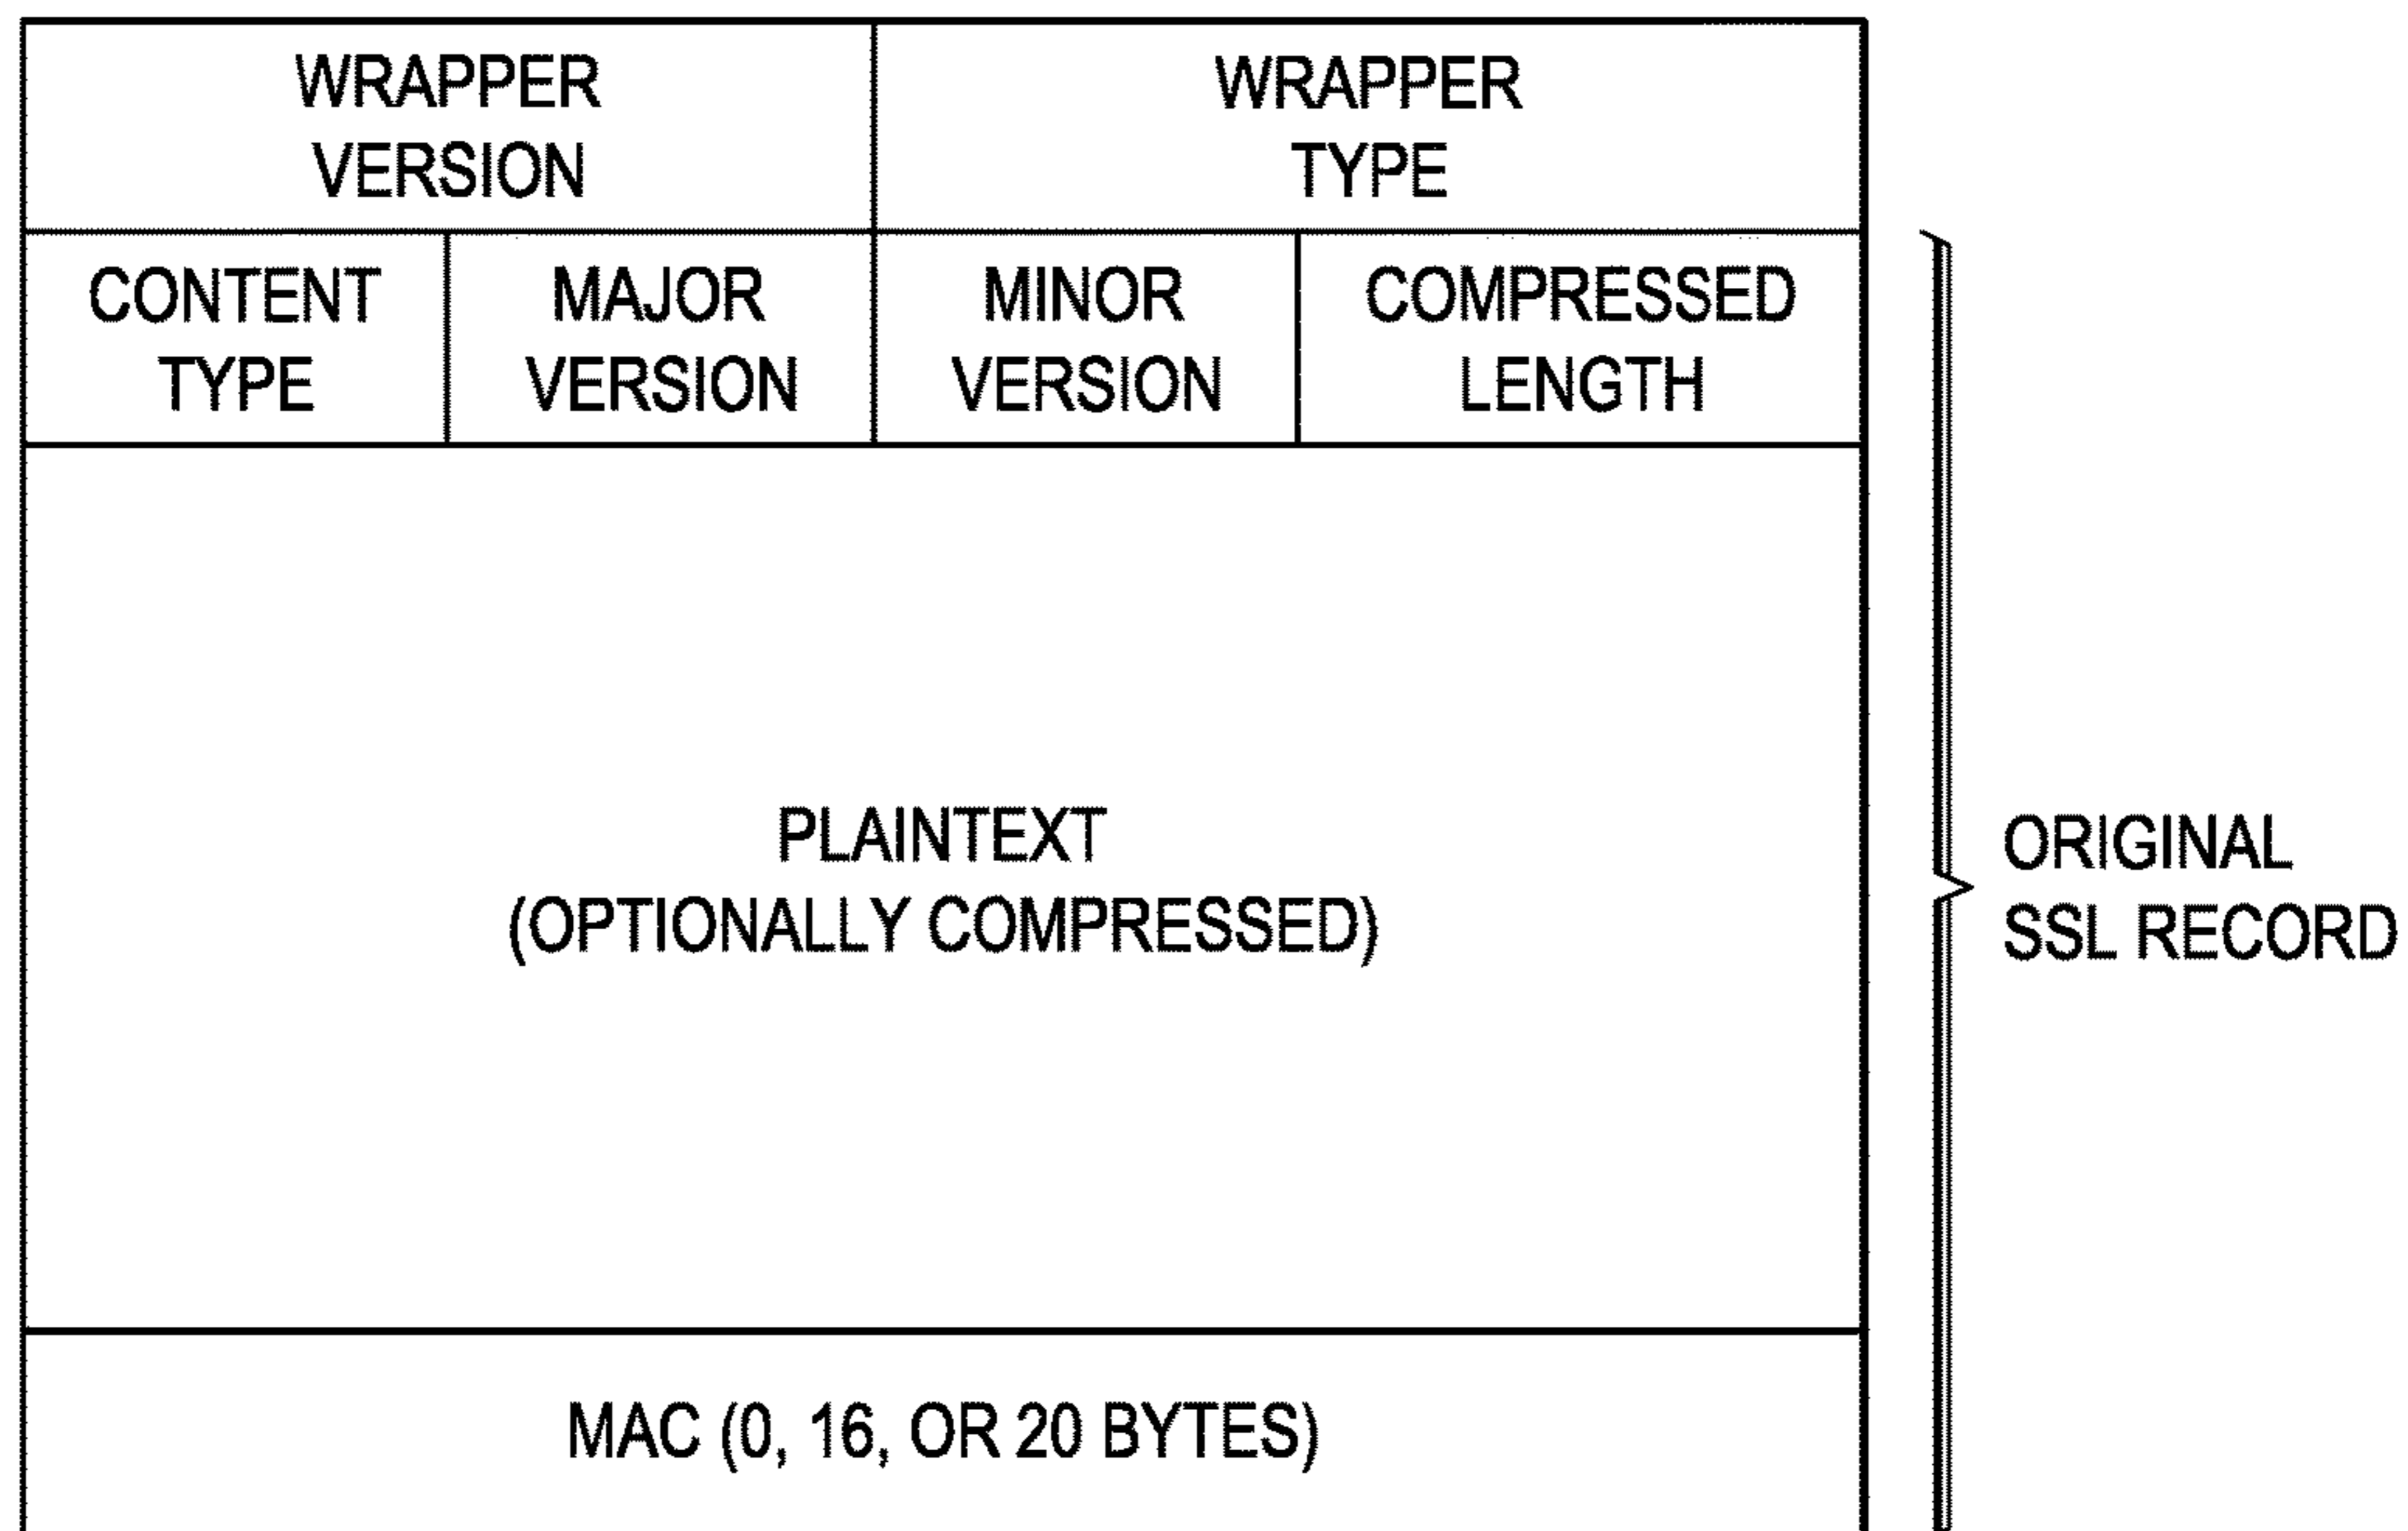 WRAPPER
VERSION
WRAPPER
TYPE
CONTENT
TYPE
MAJOR
VERSION
MINOR
VERSION
COMPRESSED
LENGTH
PLAINTEXT
(OPTIONALLY COMPRESSED)
ORIGINAL
SSL RECORD
MAC (0, 16, OR 20 BYTES)